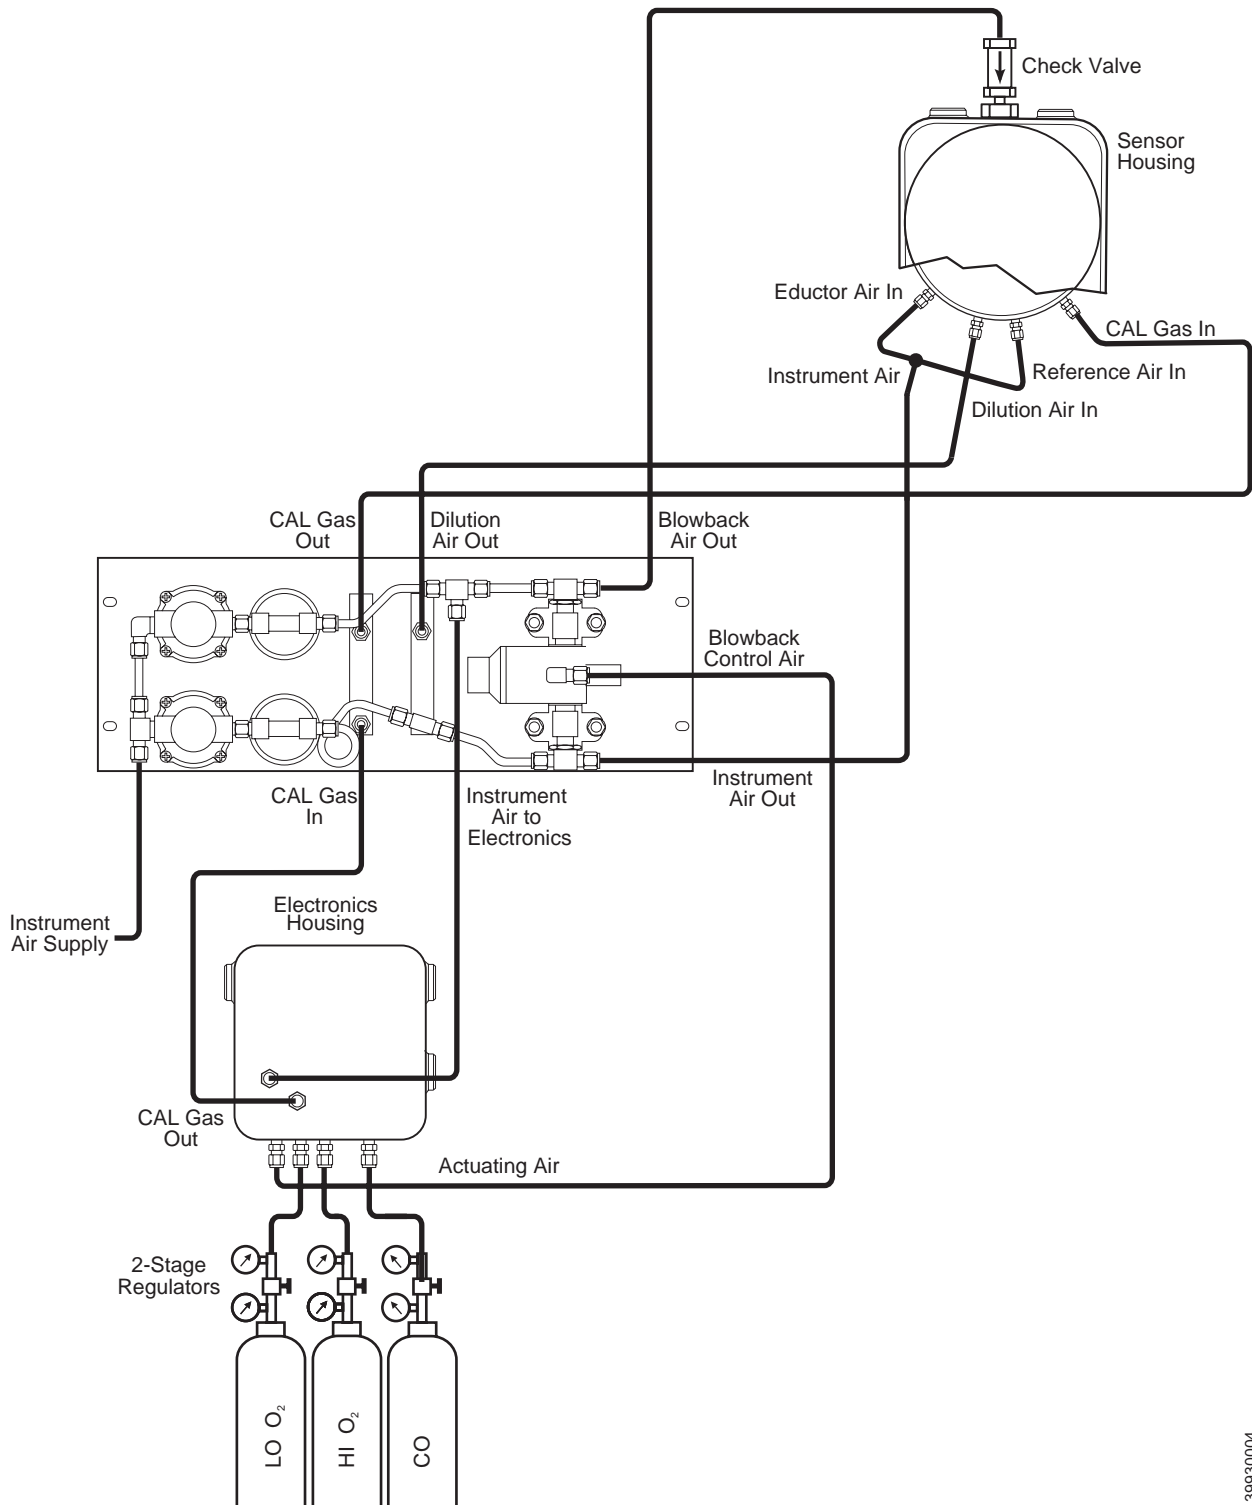 Check Valve
Sensor
Housing
Eductor Air In
CAL Gas In
Instrument Air
Reference Air In
Dilution Air In
CAL Gas
Out
Dilution
Air Out
Blowback
Air Out
Blowback
Control Air
CAL Gas
In
Instrument
Air to
Electronics
Instrument
Air Out
Instrument
Air Supply
Electronics
Housing
CAL Gas
Out
Actuating Air
2-Stage
Regulators
LO O₂
HI O₂
CO
39930004